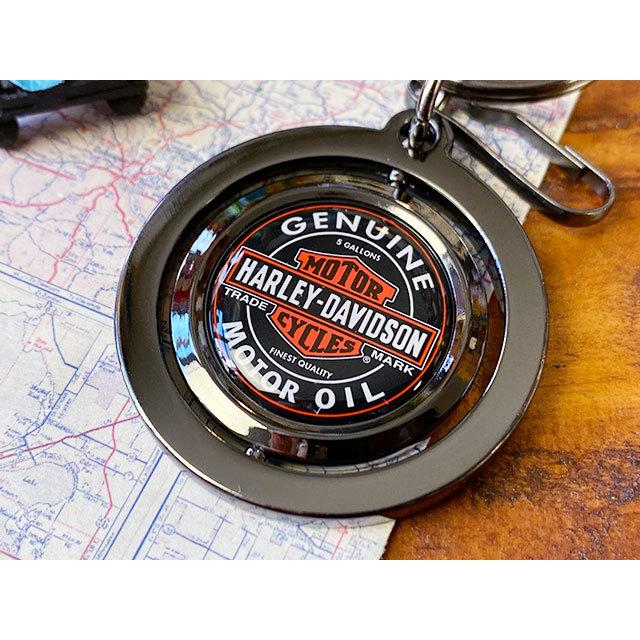 GENUINE
5 GALLONS
MOTOR
HARLEY-DAVIDSON
TRADE MARK
CYCLES
®
FINEST QUALITY
MOTOR OIL